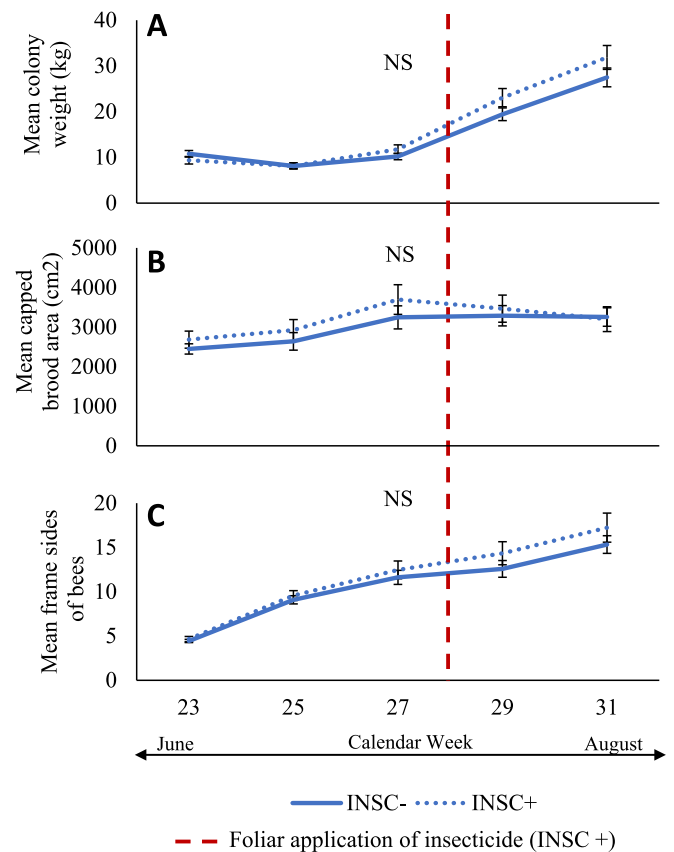 A
Mean colony
weight (kg)
40
30
20
10
0
NS
B
Mean capped
brood area (cm2)
5000
4000
3000
2000
1000
0
NS
C
Mean frame sides
of bees
20
15
10
5
0
NS
23 25 27 29 31
June Calendar Week August
INSC- INSC+
Foliar application of insecticide (INSC +)